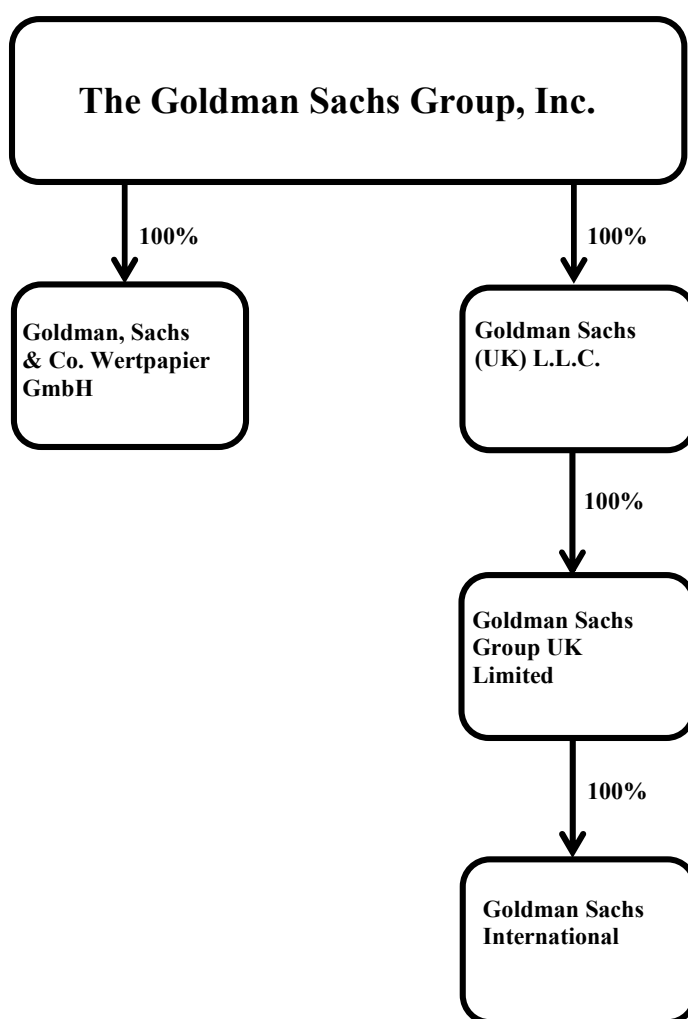 The Goldman Sachs Group, Inc.
100%
100%
Goldman, Sachs
& Co. Wertpapier
GmbH
Goldman Sachs
(UK) L.L.C.
100%
Goldman Sachs
Group UK
Limited
100%
Goldman Sachs
International